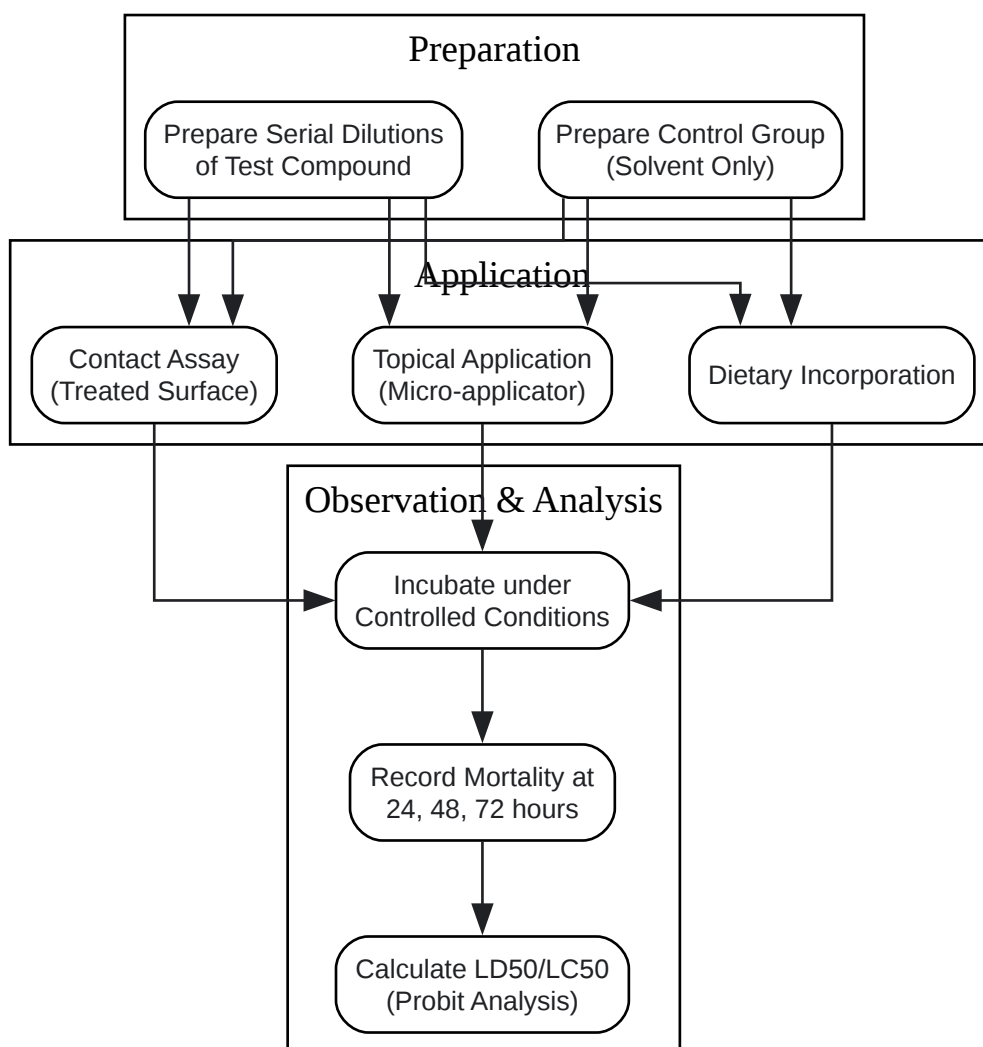 Preparation
Prepare Serial Dilutions
of Test Compound
Prepare Control Group
(Solvent Only)
Application
Contact Assay
(Treated Surface)
Topical Application
(Micro-applicator)
Dietary Incorporation
Observation & Analysis
Incubate under
Controlled Conditions
Record Mortality at
24, 48, 72 hours
Calculate LD50/LC50
(Probit Analysis)